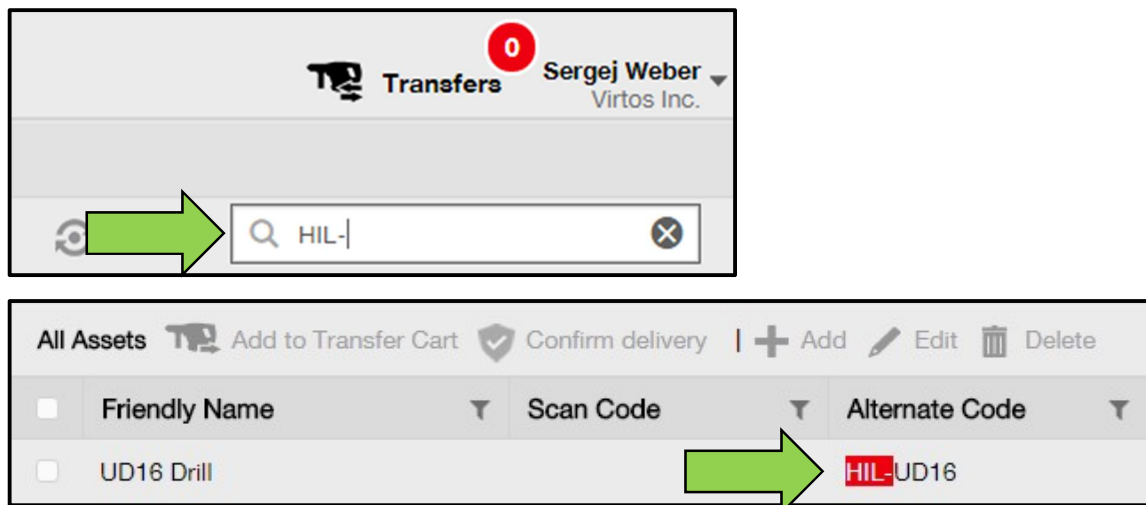 0
Transfers Sergej Weber
Virtos Inc.
HIL-
All Assets Add to Transfer Cart Confirm delivery | Add Edit Delete
Friendly Name Scan Code Alternate Code
UD16 Drill HIL-UD16